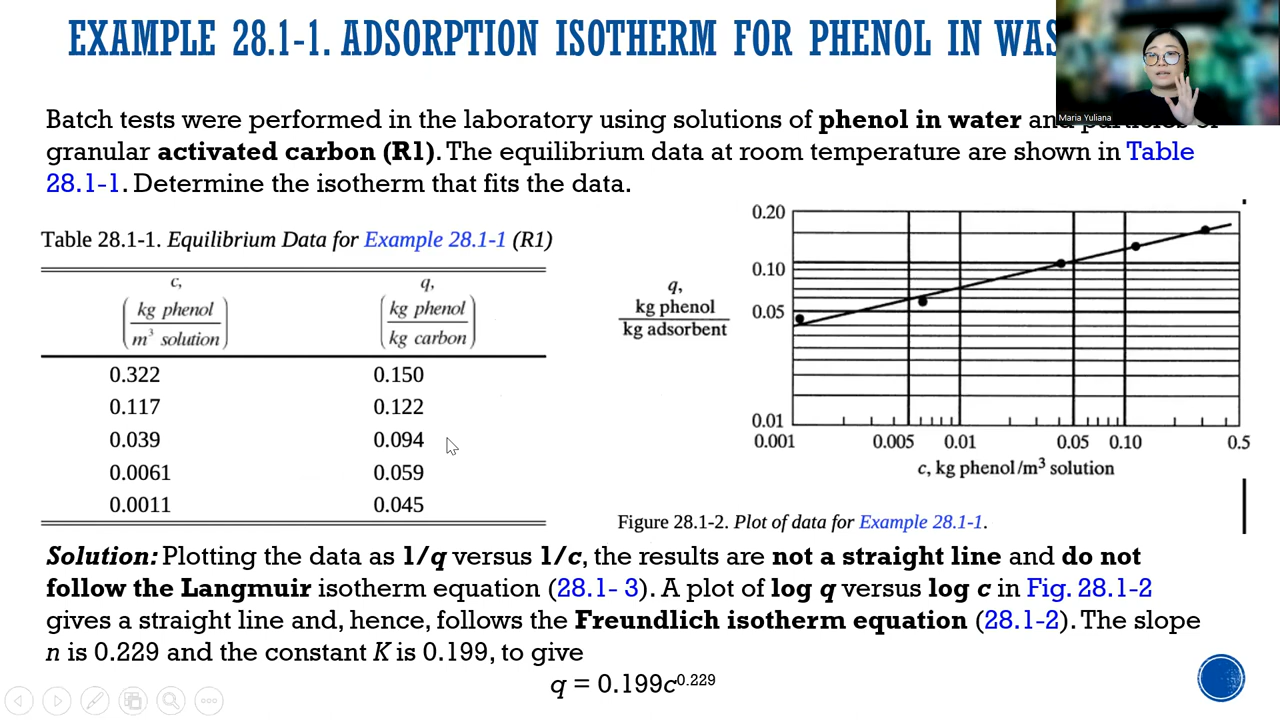 EXAMPLE 28.1-1. ADSORPTION ISOTHERM FOR PHENOL IN
Maria Yuliana
Batch tests were performed in the laboratory using solutions of phenol in water and
granular activated carbon (R1). The equilibrium data at room temperature are shown in Table
28.1-1. Determine the isotherm that fits the data.
Table 28.1-1. Equilibrium Data for Example 28.1-1 (R1)
c, q,
(kg phenol / m³ solution) (kg phenol / kg carbon)
0.322 0.150
0.117 0.122
0.039 0.094
0.0061 0.059
0.0011 0.045
0.20
0.10
0.05
0.01
q,
kg phenol
kg adsorbent
0.001 0.005 0.01 0.05 0.10 0.5
c, kg phenol/m³ solution
Figure 28.1-2. Plot of data for Example 28.1-1.
Solution: Plotting the data as 1/q versus 1/c, the results are not a straight line and do not
follow the Langmuir isotherm equation (28.1- 3). A plot of log q versus log c in Fig. 28.1-2
gives a straight line and, hence, follows the Freundlich isotherm equation (28.1-2). The slope
n is 0.229 and the constant K is 0.199, to give
q = 0.199c^0.229